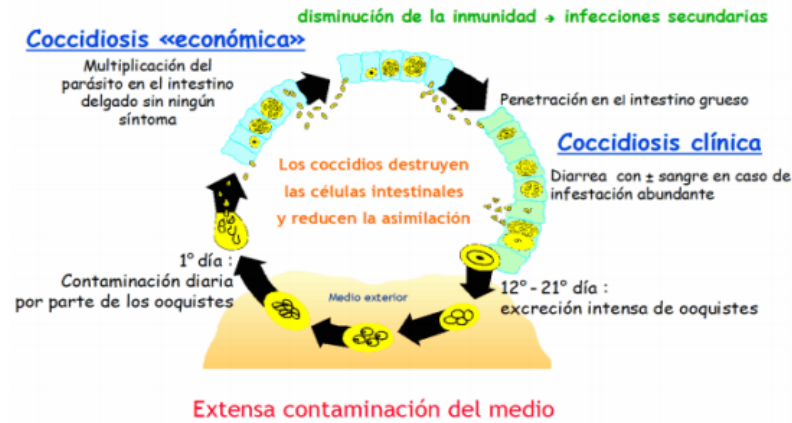 disminución de la inmunidad → infecciones secundarias
Coccidiosis «económica»
Multiplicación del
parásito en el intestino
delgado sin ningún
síntoma
Penetración en el intestino grueso
Coccidiosis clínica
Diarrea con ± sangre en caso de
infestación abundante
Los coccidios destruyen
las células intestinales
y reducen la asimilación
1° día :
Contaminación diaria
por parte de los ooquistes
Medio exterior
12° - 21° día :
excreción intensa de ooquistes
Extensa contaminación del medio